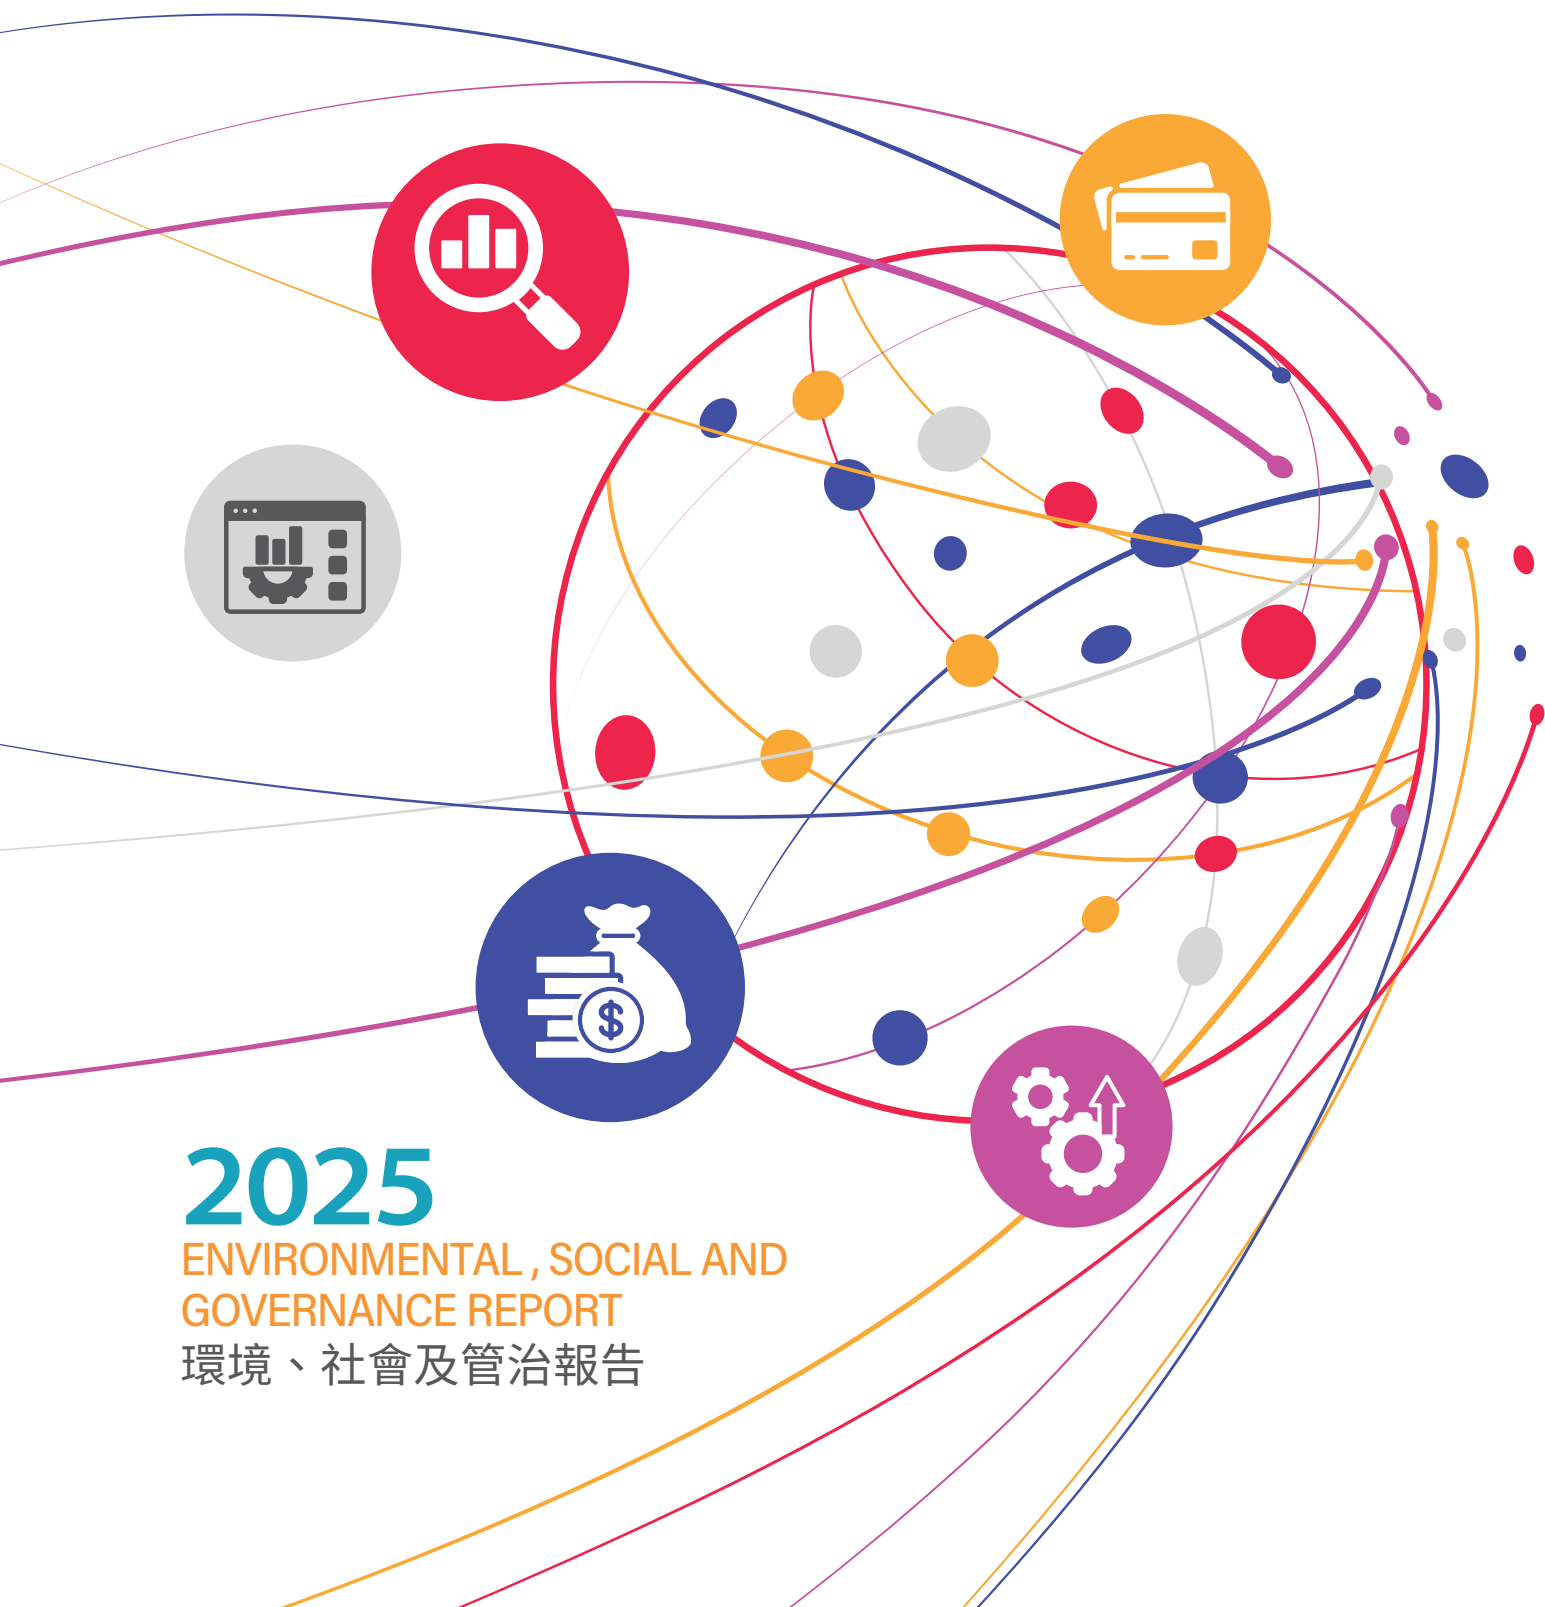 2025
ENVIRONMENTAL, SOCIAL AND
GOVERNANCE REPORT
環境、社會及管治報告
$